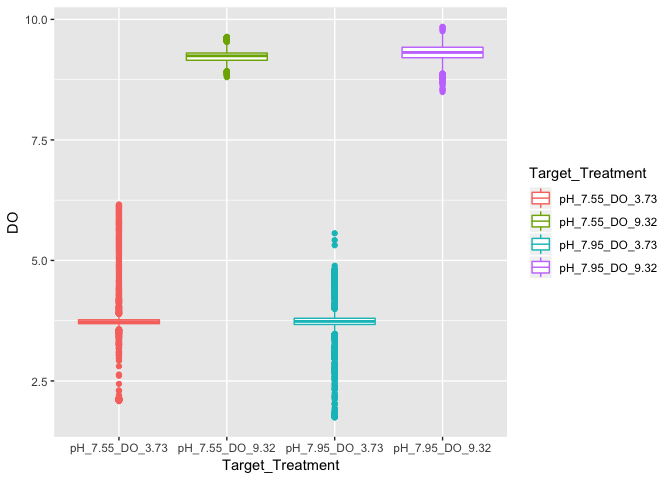 10.0
7.5
5.0
2.5
DO
pH_7.55_DO_3.73 pH_7.55_DO_9.32 pH_7.95_DO_3.73 pH_7.95_DO_9.32
Target_Treatment
Target_Treatment
pH_7.55_DO_3.73
pH_7.55_DO_9.32
pH_7.95_DO_3.73
pH_7.95_DO_9.32